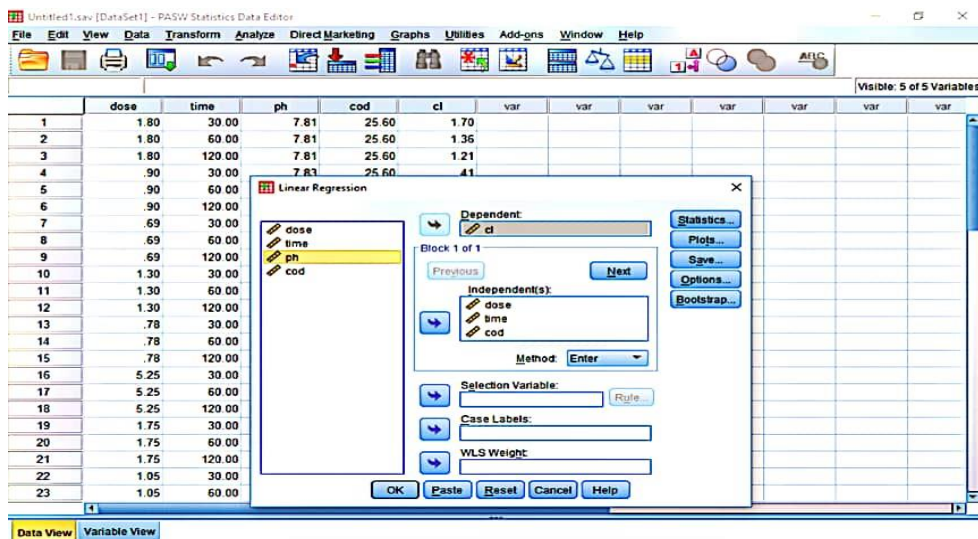 Untitled1.sav [DataSet1] - PASW Statistics Data Editor
File Edit View Data Transform Analyze Direct Marketing Graphs Utilities Add-ons Window Help
Visible: 5 of 5 Variables
dose time ph cod cl var var var var var var var
1 1.80 30.00 7.81 25.60 1.70
2 1.80 60.00 7.81 25.60 1.36
3 1.80 120.00 7.81 25.60 1.21
4 .90 30.00 7.83 25.60 .41
5 .90 60.00
6 .90 120.00
7 .69 30.00
8 .69 60.00
9 .69 120.00
10 1.30 30.00
11 1.30 60.00
12 1.30 120.00
13 .78 30.00
14 .78 60.00
15 .78 120.00
16 5.25 30.00
17 5.25 60.00
18 5.25 120.00
19 1.75 30.00
20 1.75 60.00
21 1.75 120.00
22 1.05 30.00
23 1.05 60.00
Linear Regression
dose
time
ph
cod
Dependent:
cl
Block 1 of 1
Previous Next
Independent(s):
dose
time
cod
Method: Enter
Selection Variable:
Rule...
Case Labels:
WLS Weight:
Statistics...
Plots...
Save...
Options...
Bootstrap...
OK Paste Reset Cancel Help
Data View Variable View